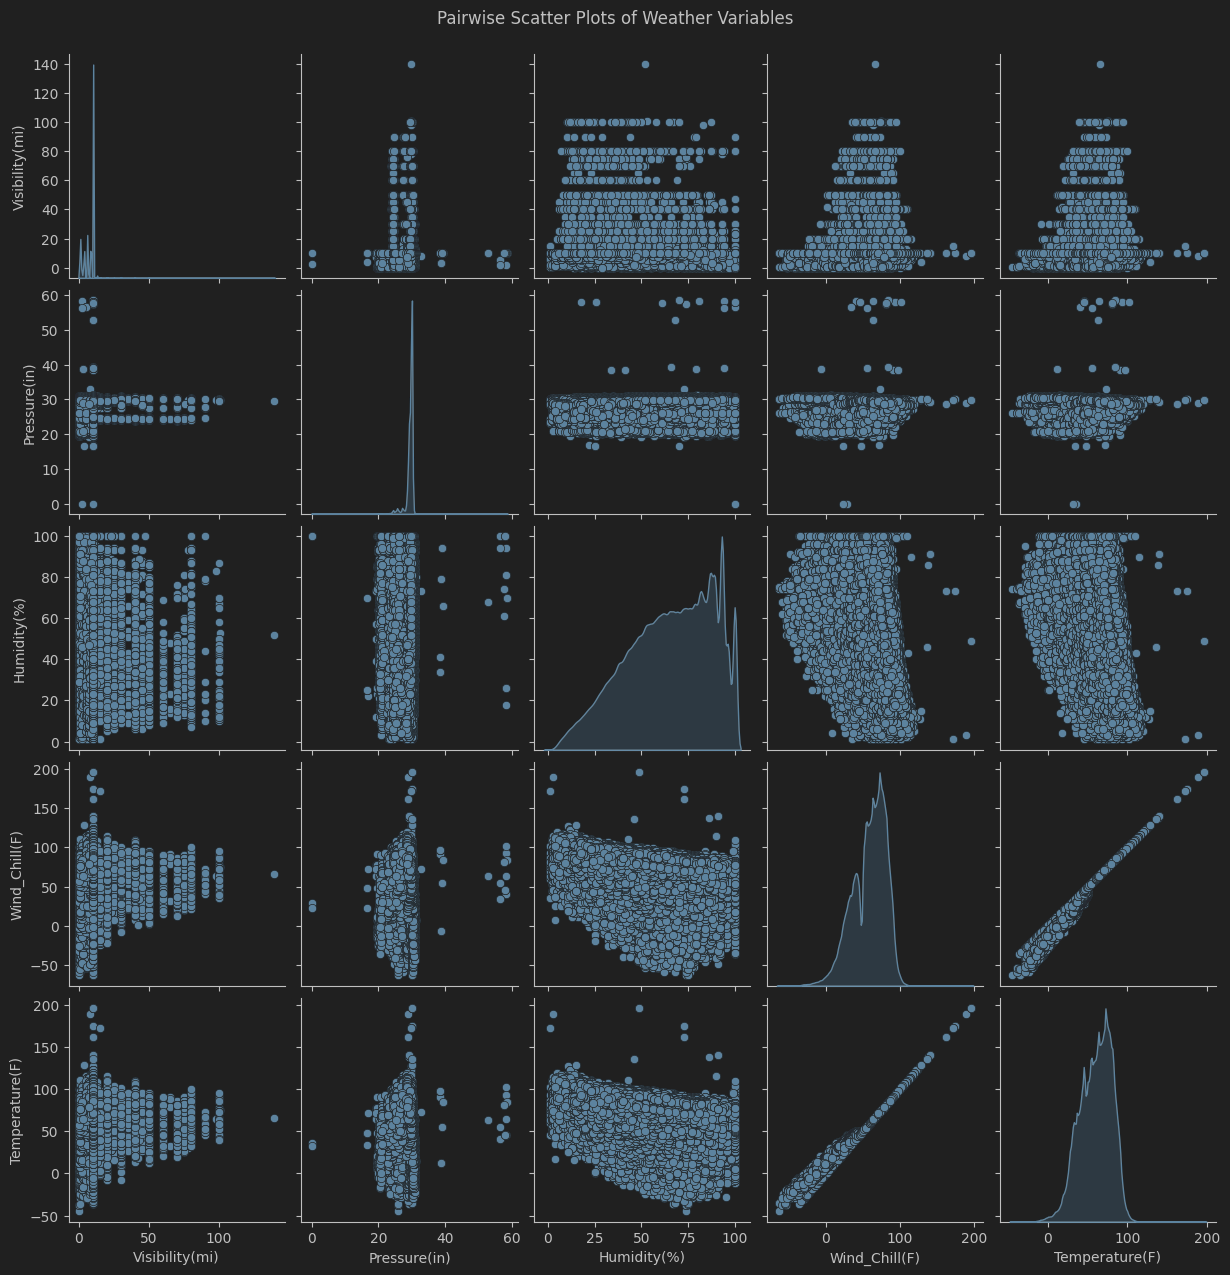 Pairwise Scatter Plots of Weather Variables
140
120
100
80
60
40
20
0
Visibility(mi)
60
50
40
30
20
10
0
Pressure(in)
100
80
60
40
20
0
Humidity(%)
200
150
100
50
0
−50
Wind_Chill(F)
200
150
100
50
0
−50
Temperature(F)
0 50 100
0 20 40 60
0 25 50 75 100
0 100 200
0 100 200
Visibility(mi)
Pressure(in)
Humidity(%)
Wind_Chill(F)
Temperature(F)